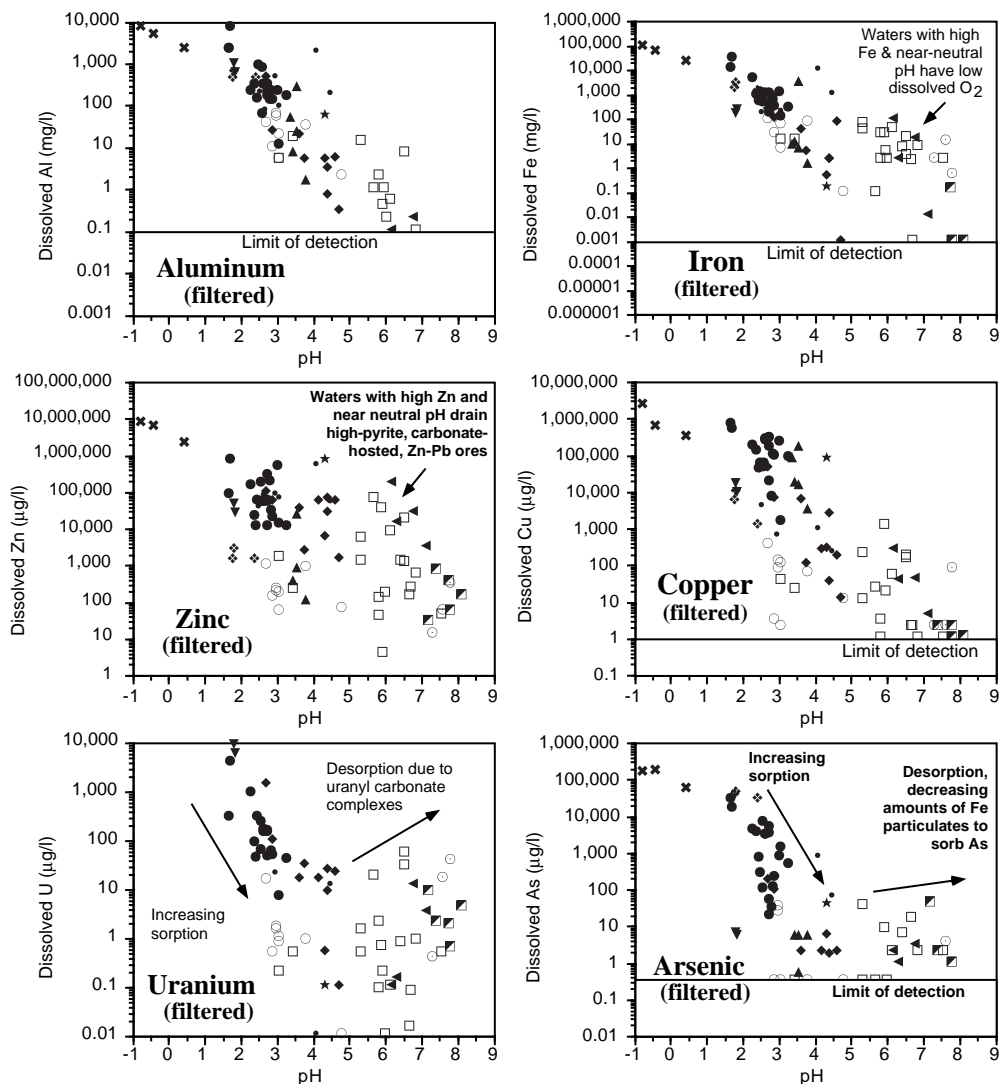 10,000
1,000
100
10
1
0.1
0.01
0.001
Dissolved Al (mg/l)
Limit of detection
Aluminum
(filtered)
-1 0 1 2 3 4 5 6 7 8 9
pH
1,000,000
100,000
10,000
1,000
100
10
1
0.1
0.01
0.001
0.0001
0.00001
0.000001
Dissolved Fe (mg/l)
Waters with high
Fe & near-neutral
pH have low
dissolved O2
Limit of detection
Iron
(filtered)
-1 0 1 2 3 4 5 6 7 8 9
pH
100,000,000
10,000,000
1,000,000
100,000
10,000
1,000
100
10
1
Dissolved Zn (µg/l)
Waters with high Zn and
near neutral pH drain
high-pyrite, carbonate-
hosted, Zn-Pb ores
Zinc
(filtered)
-1 0 1 2 3 4 5 6 7 8 9
pH
10,000,000
1,000,000
100,000
10,000
1,000
100
10
1
0.1
Dissolved Cu (µg/l)
Copper
(filtered)
Limit of detection
-1 0 1 2 3 4 5 6 7 8 9
pH
10,000
1,000
100
10
1
0.1
0.01
Dissolved U (µg/l)
Desorption due to
uranyl carbonate
complexes
Increasing
sorption
Uranium
(filtered)
-1 0 1 2 3 4 5 6 7 8 9
pH
1,000,000
100,000
10,000
1,000
100
10
1
0.1
0.01
Dissolved As (µg/l)
Increasing
sorption
Desorption,
decreasing
amounts of Fe
particulates to
sorb As
Arsenic
(filtered)
Limit of detection
-1 0 1 2 3 4 5 6 7 8 9
pH